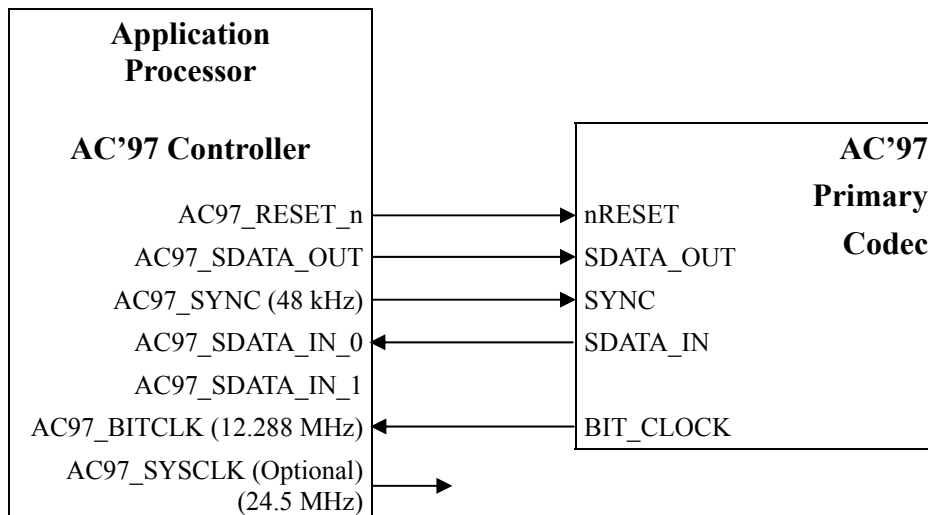 Application
Processor
AC’97 Controller
AC97_RESET_n
AC97_SDATA_OUT
AC97_SYNC (48 kHz)
AC97_SDATA_IN_0
AC97_SDATA_IN_1
AC97_BITCLK (12.288 MHz)
AC97_SYSCLK (Optional)
(24.5 MHz)
AC’97
Primary
Codec
nRESET
SDATA_OUT
SYNC
SDATA_IN
BIT_CLOCK